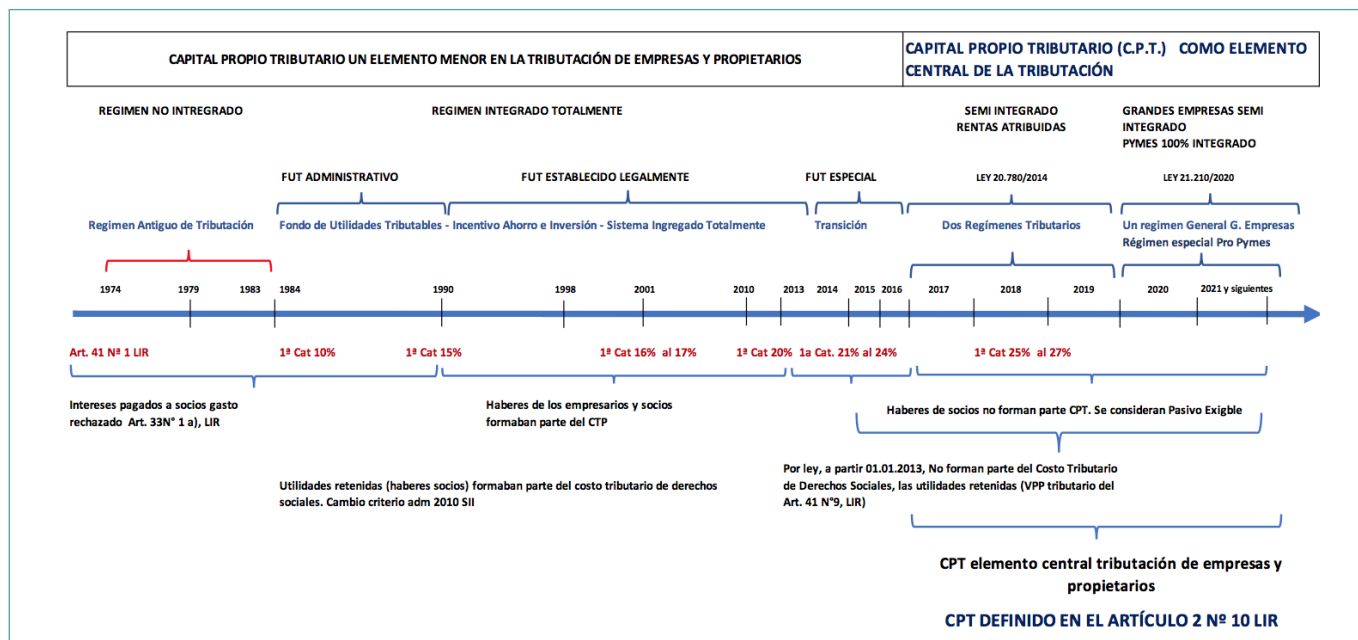 CAPITAL PROPIO TRIBUTARIO UN ELEMENTO MENOR EN LA TRIBUTACIÓN DE EMPRESAS Y PROPIETARIOS
CAPITAL PROPIO TRIBUTARIO (C.P.T.) COMO ELEMENTO
CENTRAL DE LA TRIBUTACIÓN
REGIMEN NO INTREGRADO
REGIMEN INTEGRADO TOTALMENTE
SEMI INTEGRADO
RENTAS ATRIBUIDAS
GRANDES EMPRESAS SEMI
INTEGRADO
PYMES 100% INTEGRADO
FUT ADMINISTRATIVO
FUT ESTABLECIDO LEGALMENTE
FUT ESPECIAL
LEY 20.780/2014
LEY 21.210/2020
Regimen Antiguo de Tributación
Fondo de Utilidades Tributables - Incentivo Ahorro e Inversión - Sistema Ingregado Totalmente
Transición
Dos Regímenes Tributarios
Un regimen General G. Empresas
Régimen especial Pro Pymes
1974
1979
1983
1984
1990
1998
2001
2010
2013
2014
2015
2016
2017
2018
2019
2020
2021 y siguientes
Art. 41 Nª 1 LIR
1ª Cat 10%
1ª Cat 15%
1ª Cat 16% al 17%
1ª Cat 20%
1a Cat. 21% al 24%
1ª Cat 25% al 27%
Intereses pagados a socios gasto
rechazado Art. 33N° 1 a), LIR
Haberes de los empresarios y socios
formaban parte del CTP
Haberes de socios no forman parte CPT. Se consideran Pasivo Exigble
Utilidades retenidas (haberes socios) formaban parte del costo tributario de derechos
sociales. Cambio criterio adm 2010 SII
Por ley, a partir 01.01.2013, No forman parte del Costo Tributario
de Derechos Sociales, las utilidades retenidas (VPP tributario del
Art. 41 N°9, LIR)
CPT elemento central tributación de empresas y
propietarios
CPT DEFINIDO EN EL ARTÍCULO 2 Nº 10 LIR